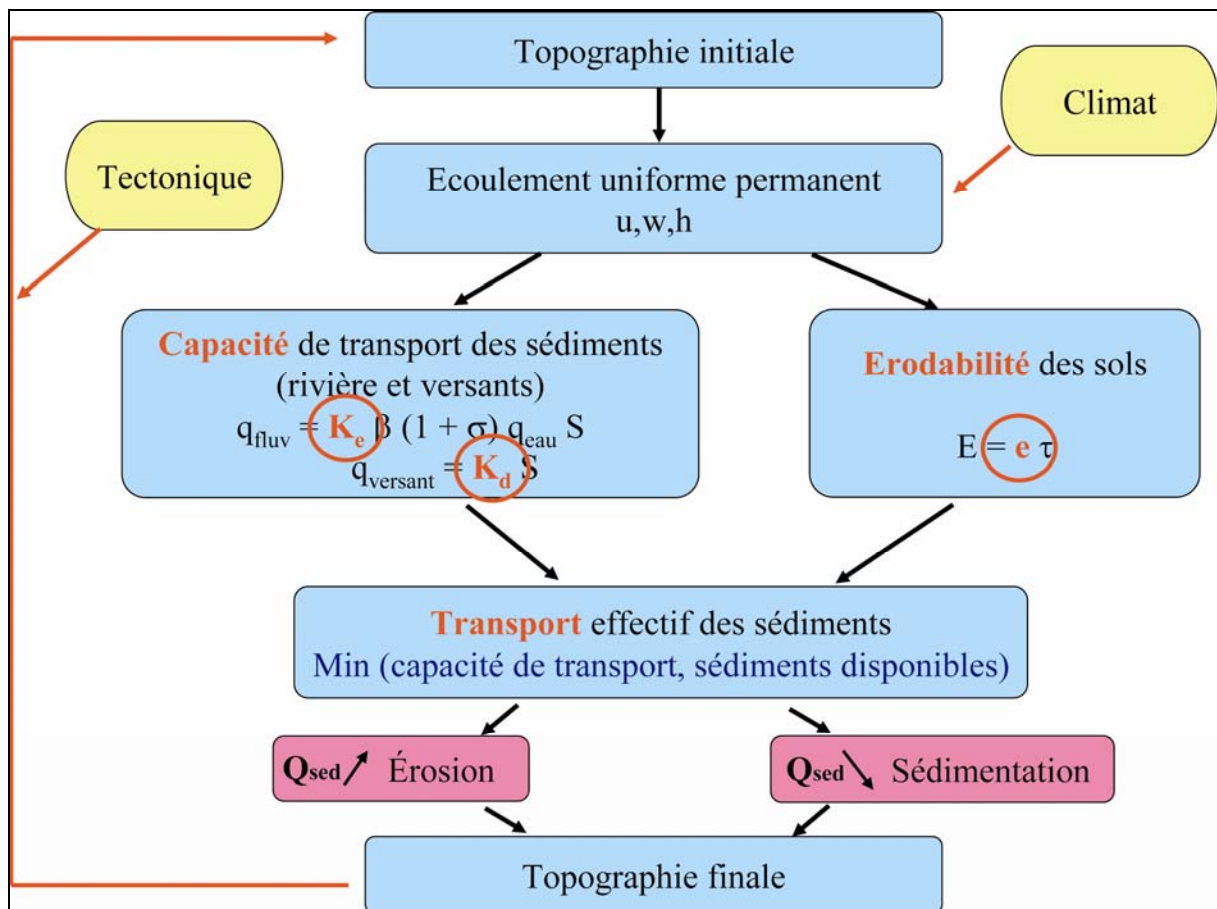 Topographie initiale
Climat
Tectonique
Ecoulement uniforme permanent
u,w,h
Capacité de transport des sédiments
(rivière et versants)
q_fluv = K_e β (1 + σ) q_eau S
q_versant = K_d S
Erodabilité des sols
E = e τ
Transport effectif des sédiments
Min (capacité de transport, sédiments disponibles)
Qsed Érosion
Qsed Sédimentation
Topographie finale